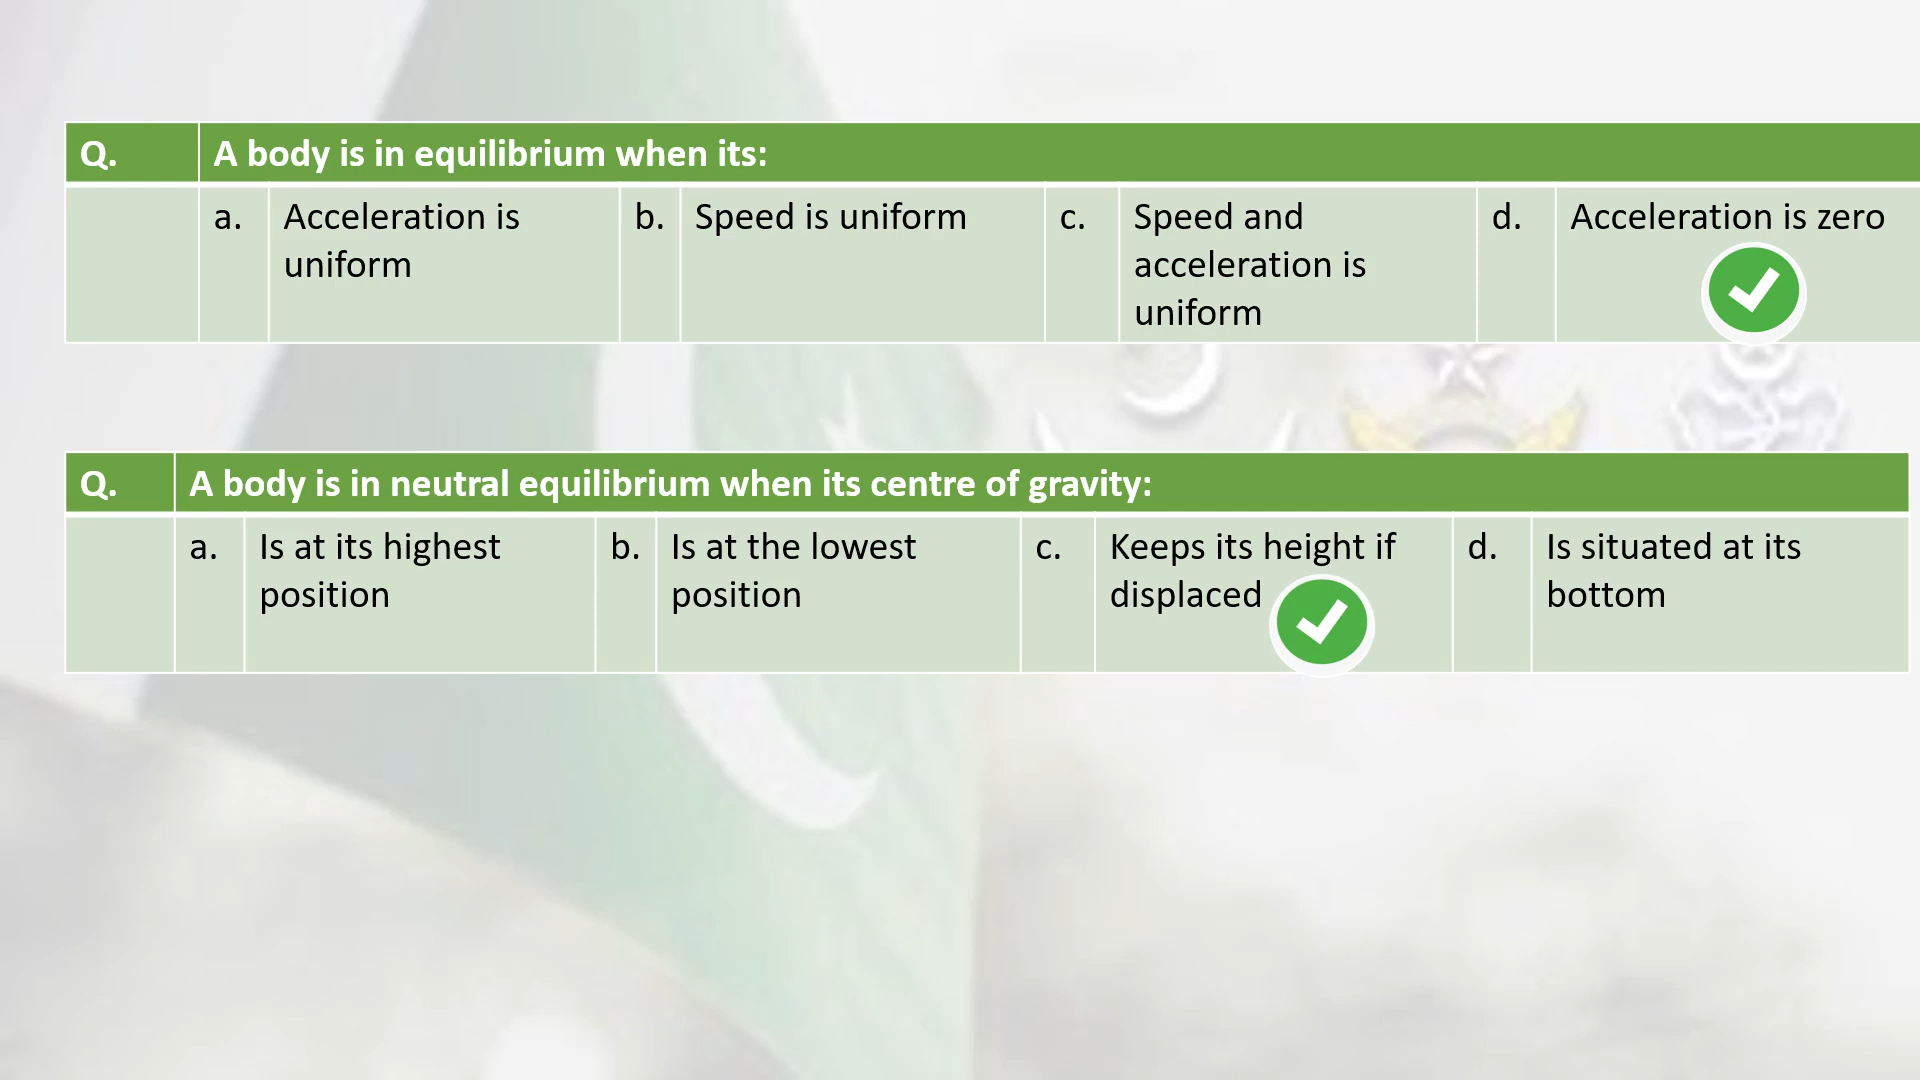 Q. A body is in equilibrium when its:
a. Acceleration is uniform b. Speed is uniform c. Speed and acceleration is uniform d. Acceleration is zero
Q. A body is in neutral equilibrium when its centre of gravity:
a. Is at its highest position b. Is at the lowest position c. Keeps its height if displaced d. Is situated at its bottom